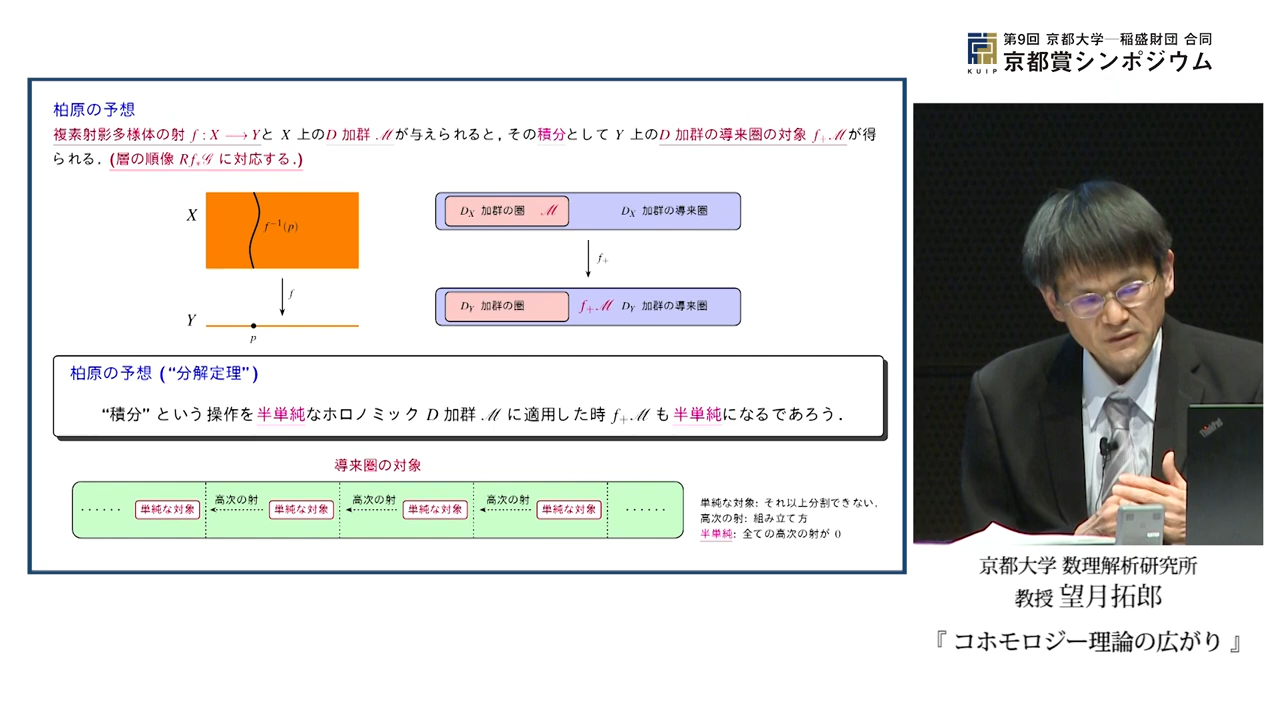 第9回 京都大学―稲盛財団 合同
京都賞シンポジウム
KUIP
柏原の予想
複素射影多様体の射 f : X ⟶ Y と X 上の D 加群 ℳ が与えられると, その積分として Y 上の D 加群の導来圏の対象 f₊ℳ が得
られる. (層の順像 Rf_*𝒢 に対応する.)
X
f⁻¹(p)
f
Y
p
D_X 加群の圏 ℳ D_X 加群の導来圏
f₊
D_Y 加群の圏 f₊ℳ D_Y 加群の導来圏
柏原の予想 (“分解定理”)
“積分” という操作を半単純なホロノミック D 加群 ℳ に適用した時 f₊ℳ も半単純になるであろう.
導来圏の対象
高次の射 高次の射 高次の射
…… 単純な対象 単純な対象 単純な対象 単純な対象 ……
単純な対象: それ以上分割できない.
高次の射: 組み立て方
半単純: 全ての高次の射が 0
ThinkPad
京都大学 数理解析研究所
教授 望月拓郎
『 コホモロジー理論の広がり 』